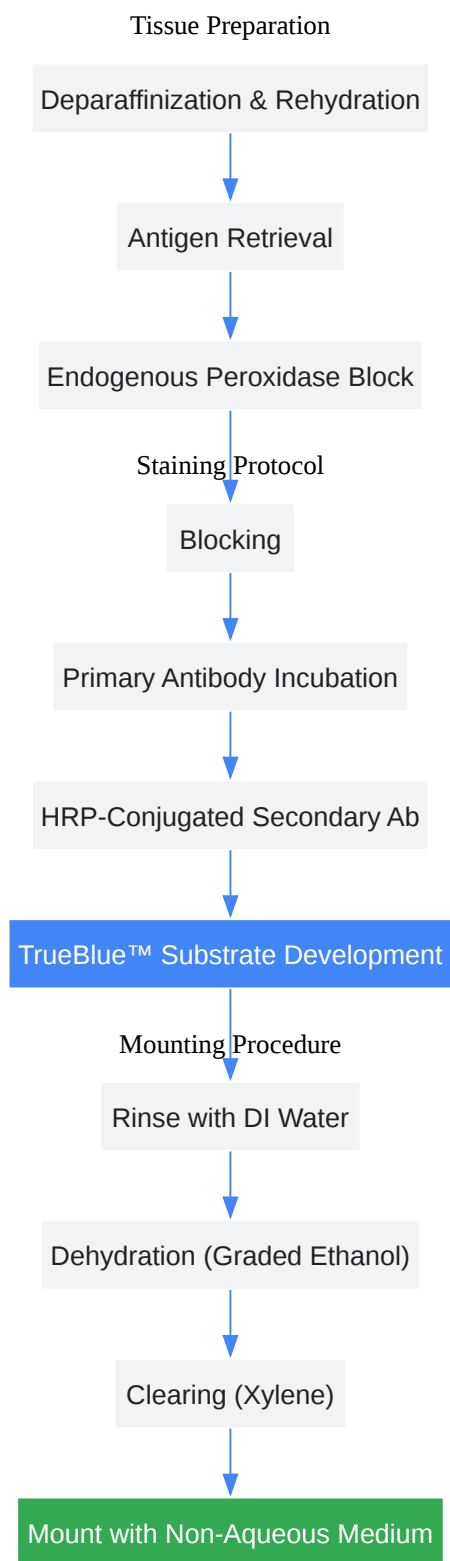 Tissue Preparation
Deparaffinization & Rehydration
Antigen Retrieval
Endogenous Peroxidase Block
Staining Protocol
Blocking
Primary Antibody Incubation
HRP-Conjugated Secondary Ab
TrueBlue™ Substrate Development
Mounting Procedure
Rinse with DI Water
Dehydration (Graded Ethanol)
Clearing (Xylene)
Mount with Non-Aqueous Medium